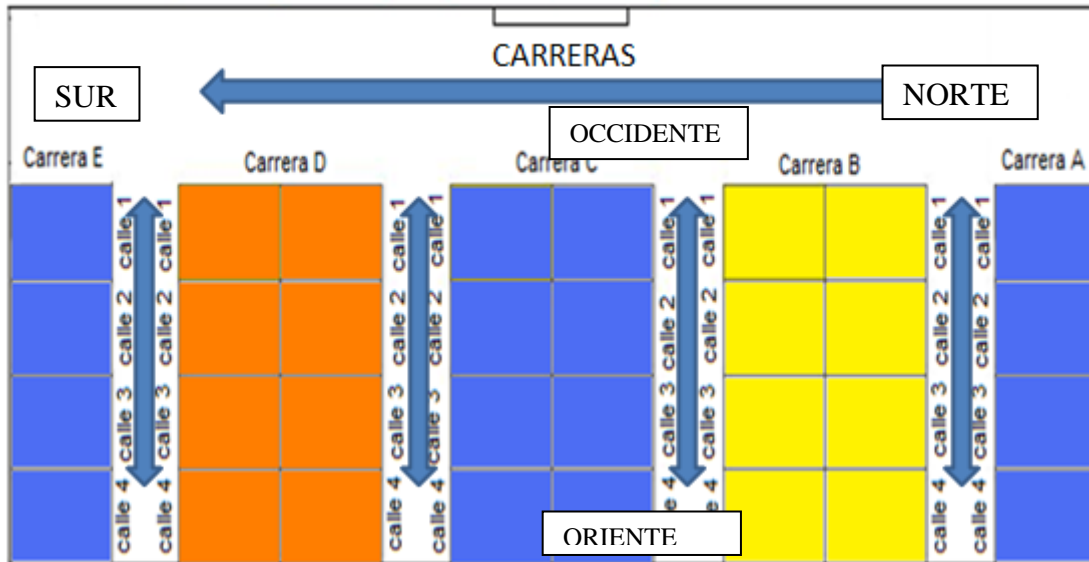 CARRERAS
SUR
NORTE
OCCIDENTE
Carrera E
Carrera D
Carrera C
Carrera B
Carrera A
calle 1
calle 1
calle 1
calle 1
calle 1
calle 1
calle 1
calle 1
calle 2
calle 2
calle 2
calle 2
calle 2
calle 2
calle 2
calle 2
calle 3
calle 3
calle 3
calle 3
calle 3
calle 3
calle 3
calle 3
calle 4
calle 4
calle 4
calle 4
4
4
calle 4
calle 4
ORIENTE